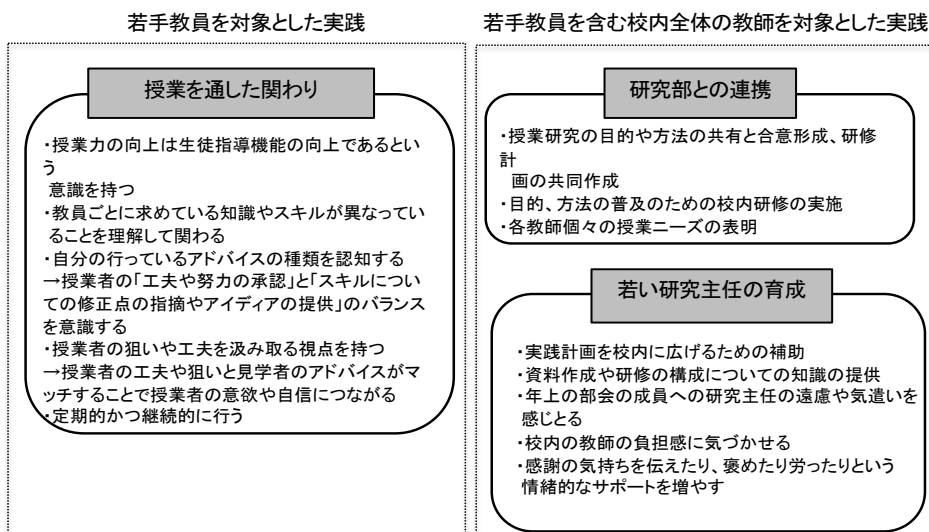 若手教員を対象とした実践
授業を通した関わり
・授業力の向上は生徒指導機能の向上であるとい
う
意識を持つ
・教員ごとに求めている知識やスキルが異なってい
ることを理解して関わる
・自分の行っているアドバイスの種類を認知する
→授業者の「工夫や努力の承認」と「スキルについ
ての修正点の指摘やアイディアの提供」のバランス
を意識する
・授業者の狙いや工夫を汲み取る視点を持つ
→授業者の工夫や狙いと見学者のアドバイスがマ
ッチすることで授業者の意欲や自信につながる
・定期的かつ継続的に行う
若手教員を含む校内全体の教師を対象とした実践
研究部との連携
・授業研究の目的や方法の共有と合意形成、研修
計
画の共同作成
・目的、方法の普及のための校内研修の実施
・各教師個々の授業ニーズの表明
若い研究主任の育成
・実践計画を校内に広げるための補助
・資料作成や研修の構成についての知識の提供
・年上の部会の成員への研究主任の遠慮や気遣いを
感じとる
・校内の教師の負担感に気づかせる
・感謝の気持ちを伝えたり、褒めたり労ったりという
情緒的なサポートを増やす